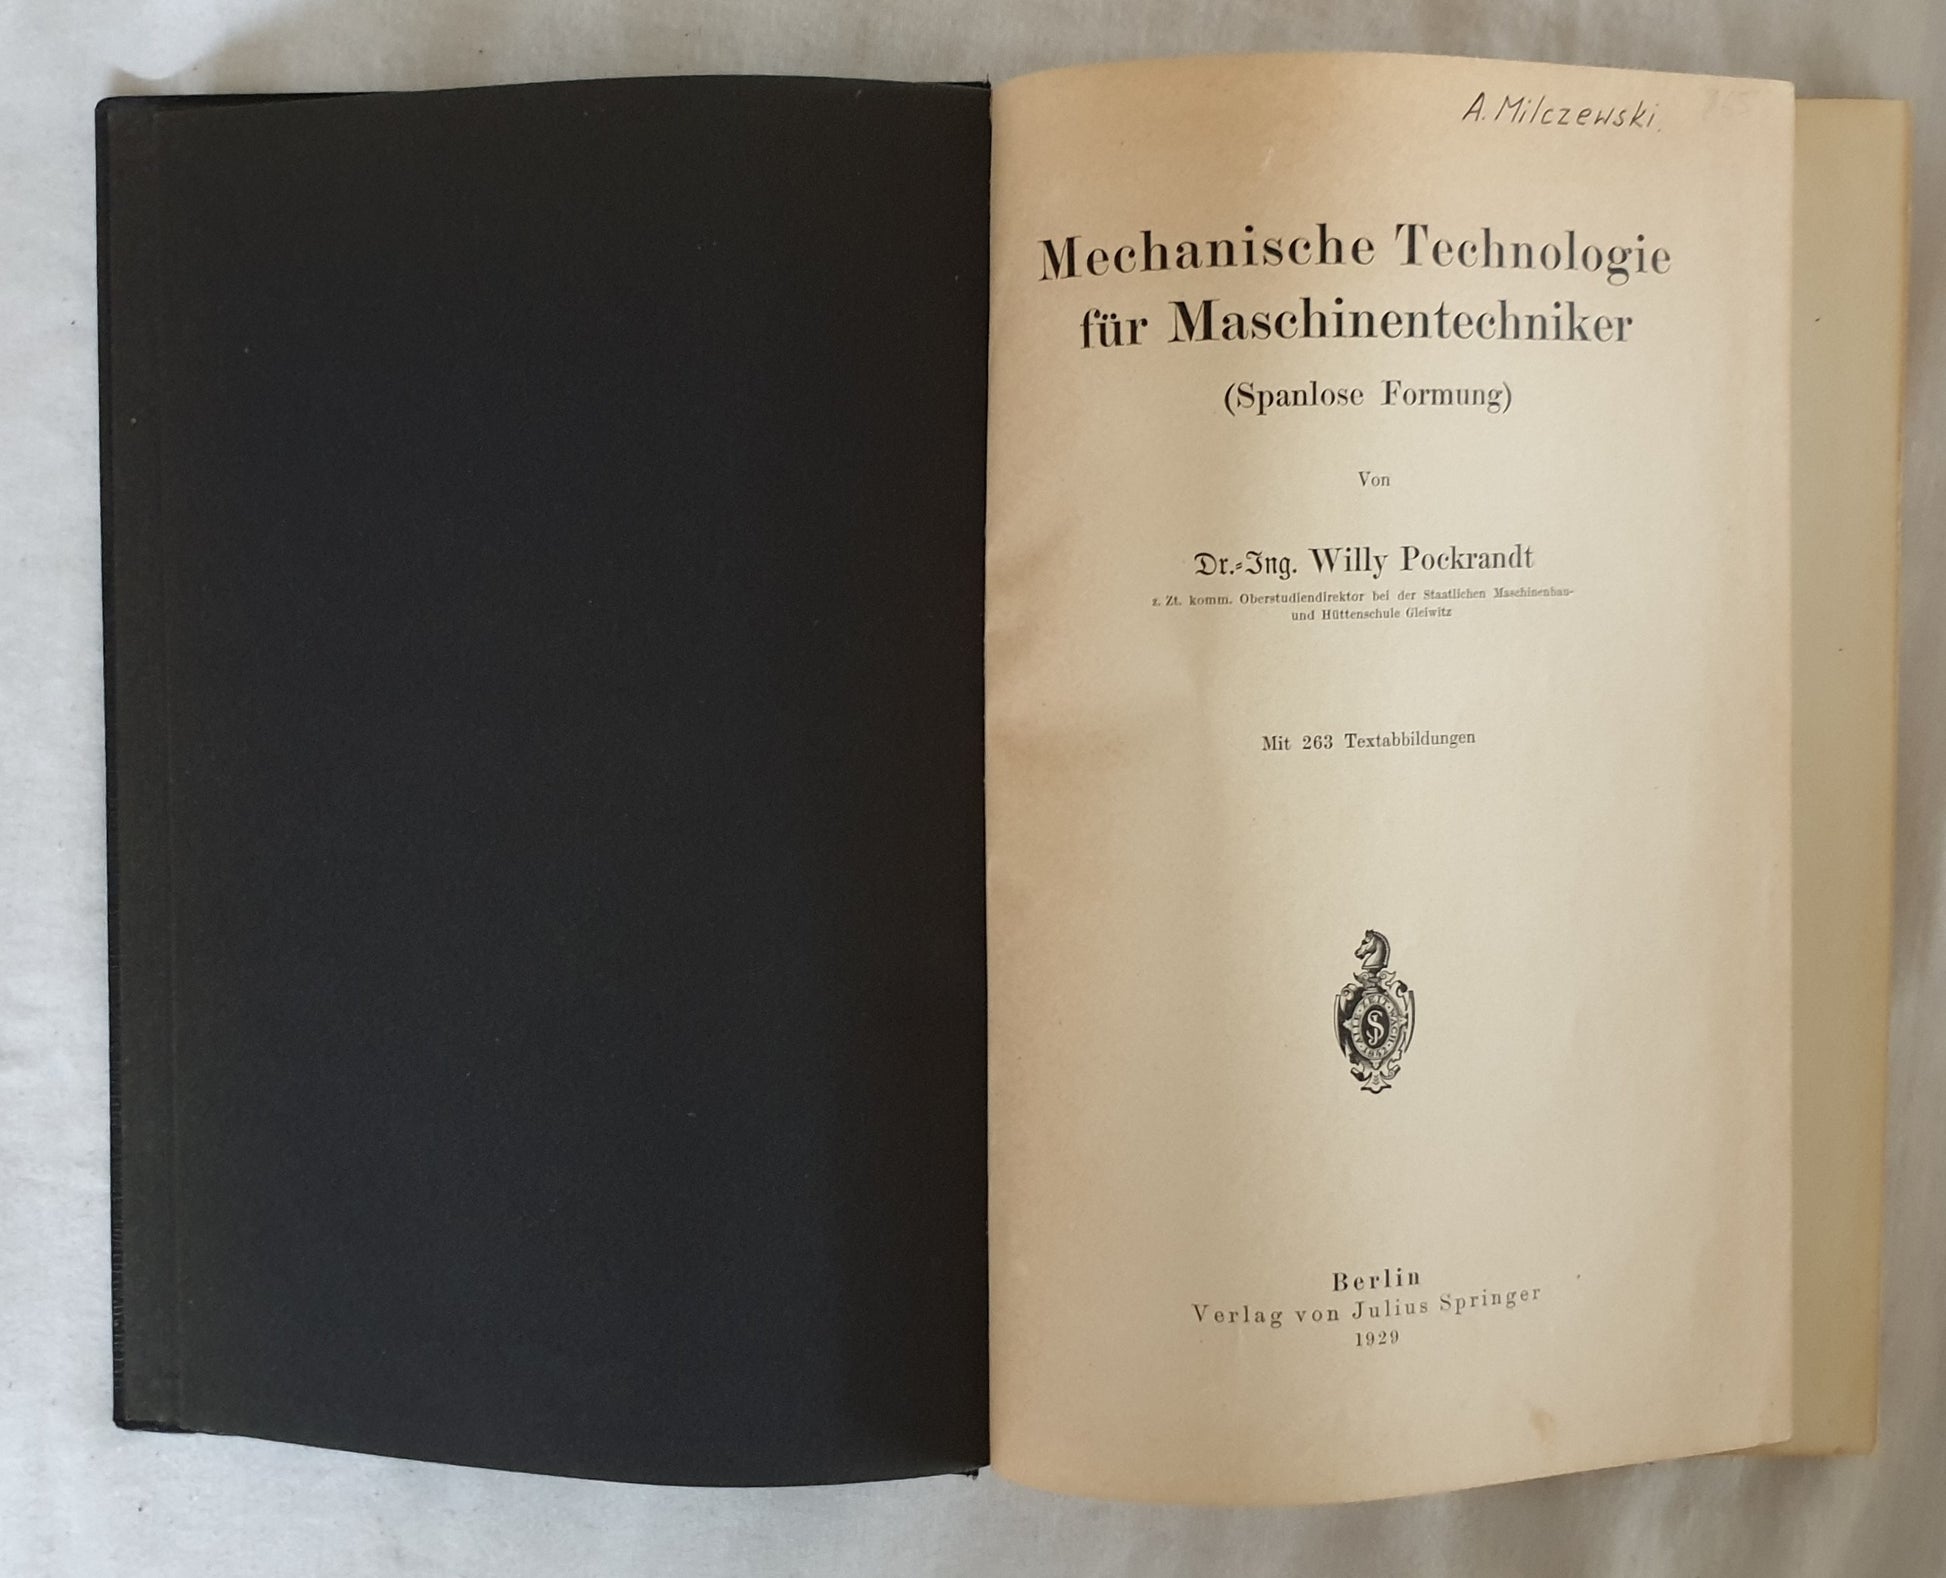 A. Milczewski.
Mechanische Technologie
für Maschinentechniker
(Spanlose Formung)
Von
Dr.-Ing. Willy Pockrandt
z. Zt. komm. Oberstudiendirektor bei der Staatlichen Maschinenbau-
und Hüttenschule Gleiwitz
Mit 263 Textabbildungen
Berlin
Verlag von Julius Springer
1929